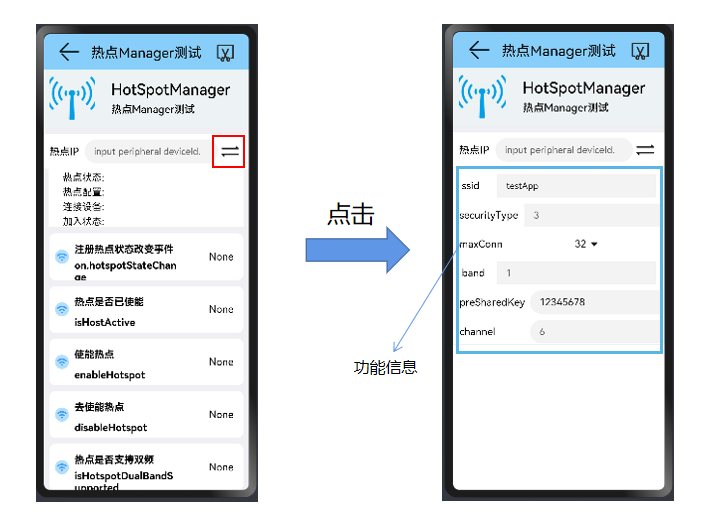 热点Manager测试
HotSpotManager
热点Manager测试
热点IP input peripheral deviceId.
热点状态:
热点配置:
连接设备:
加入状态:
注册热点状态改变事件
on.hotspotStateChan
ge
None
热点是否已使能
isHostActive
None
使能热点
enableHotspot
None
去使能热点
disableHotspot
None
热点是否支持双频
isHotspotDualBandS
upported
None
点击
功能信息
热点Manager测试
HotSpotManager
热点Manager测试
热点IP input peripheral deviceId.
ssid testApp
securityType 3
maxConn 32
band 1
preSharedKey 12345678
channel 6